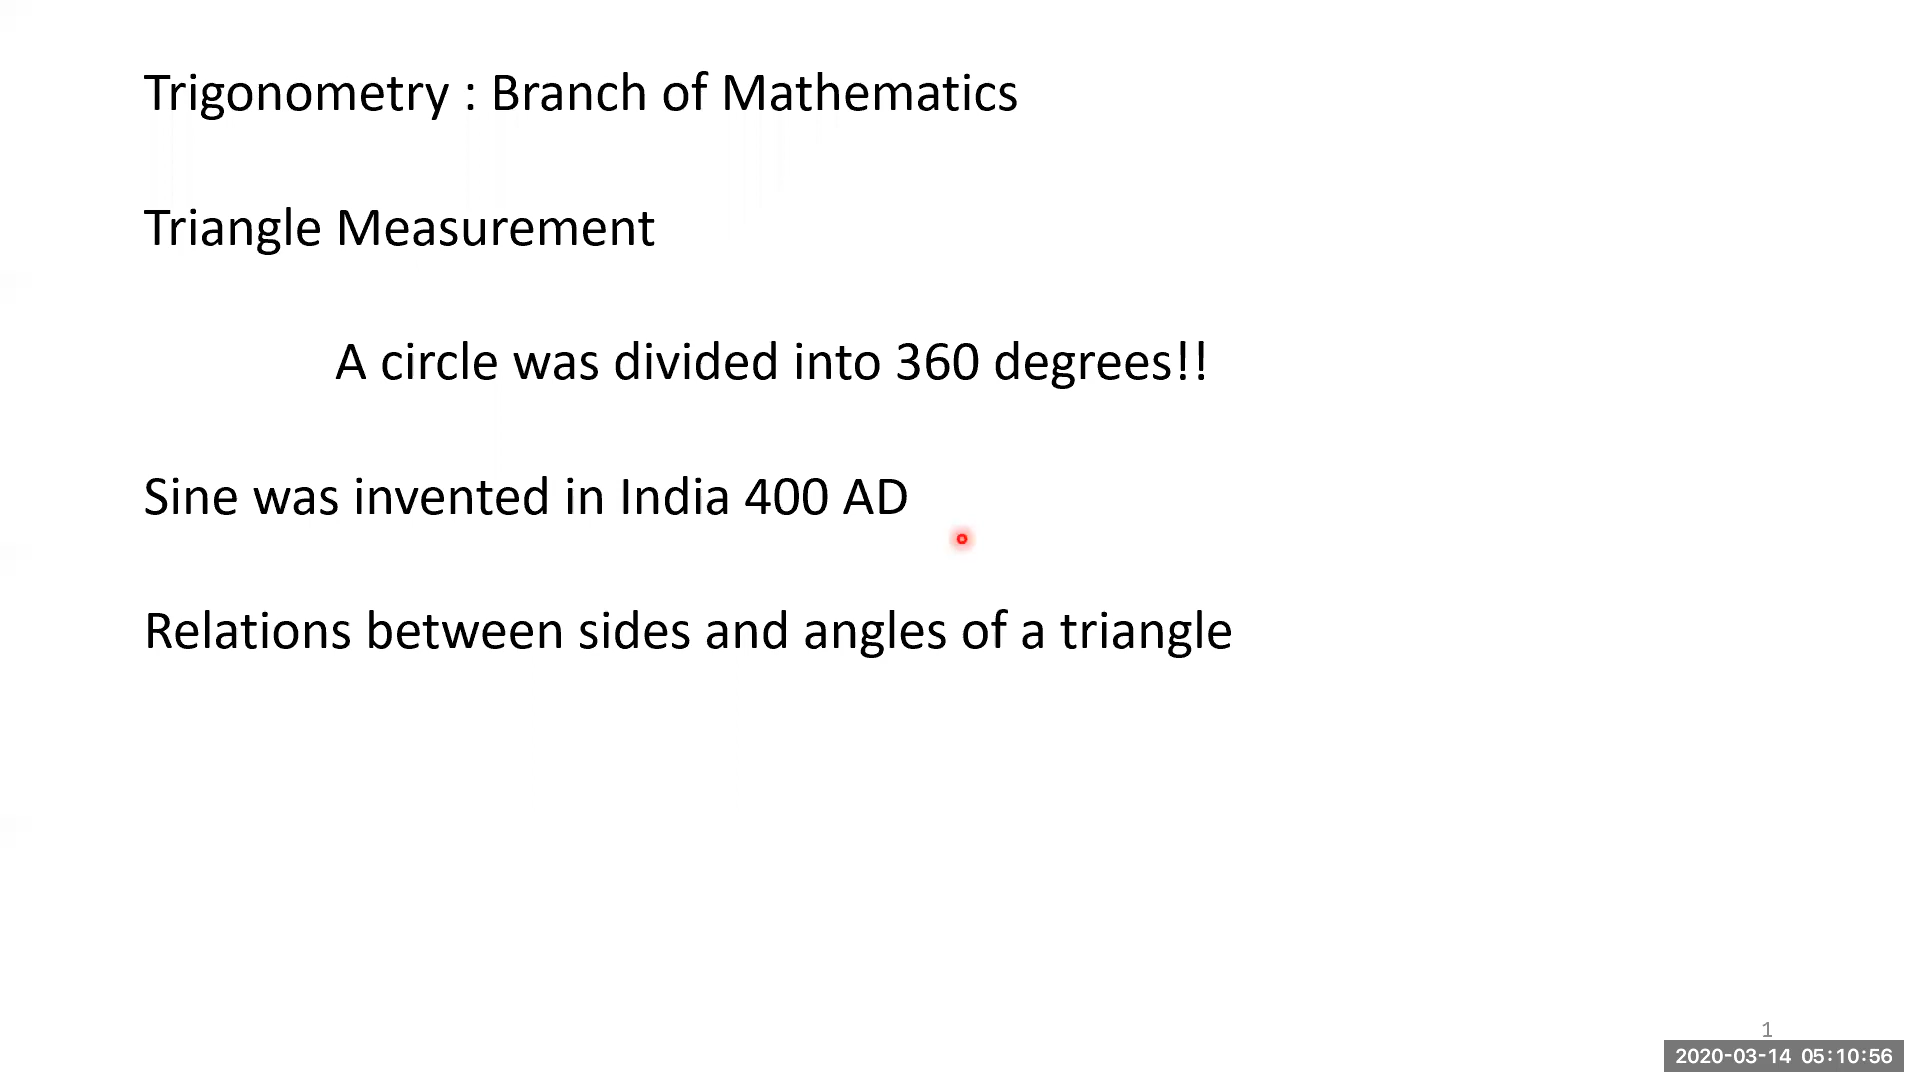 Trigonometry : Branch of Mathematics
Triangle Measurement
A circle was divided into 360 degrees!!
Sine was invented in India 400 AD
Relations between sides and angles of a triangle
1
2020-03-14 05:10:56